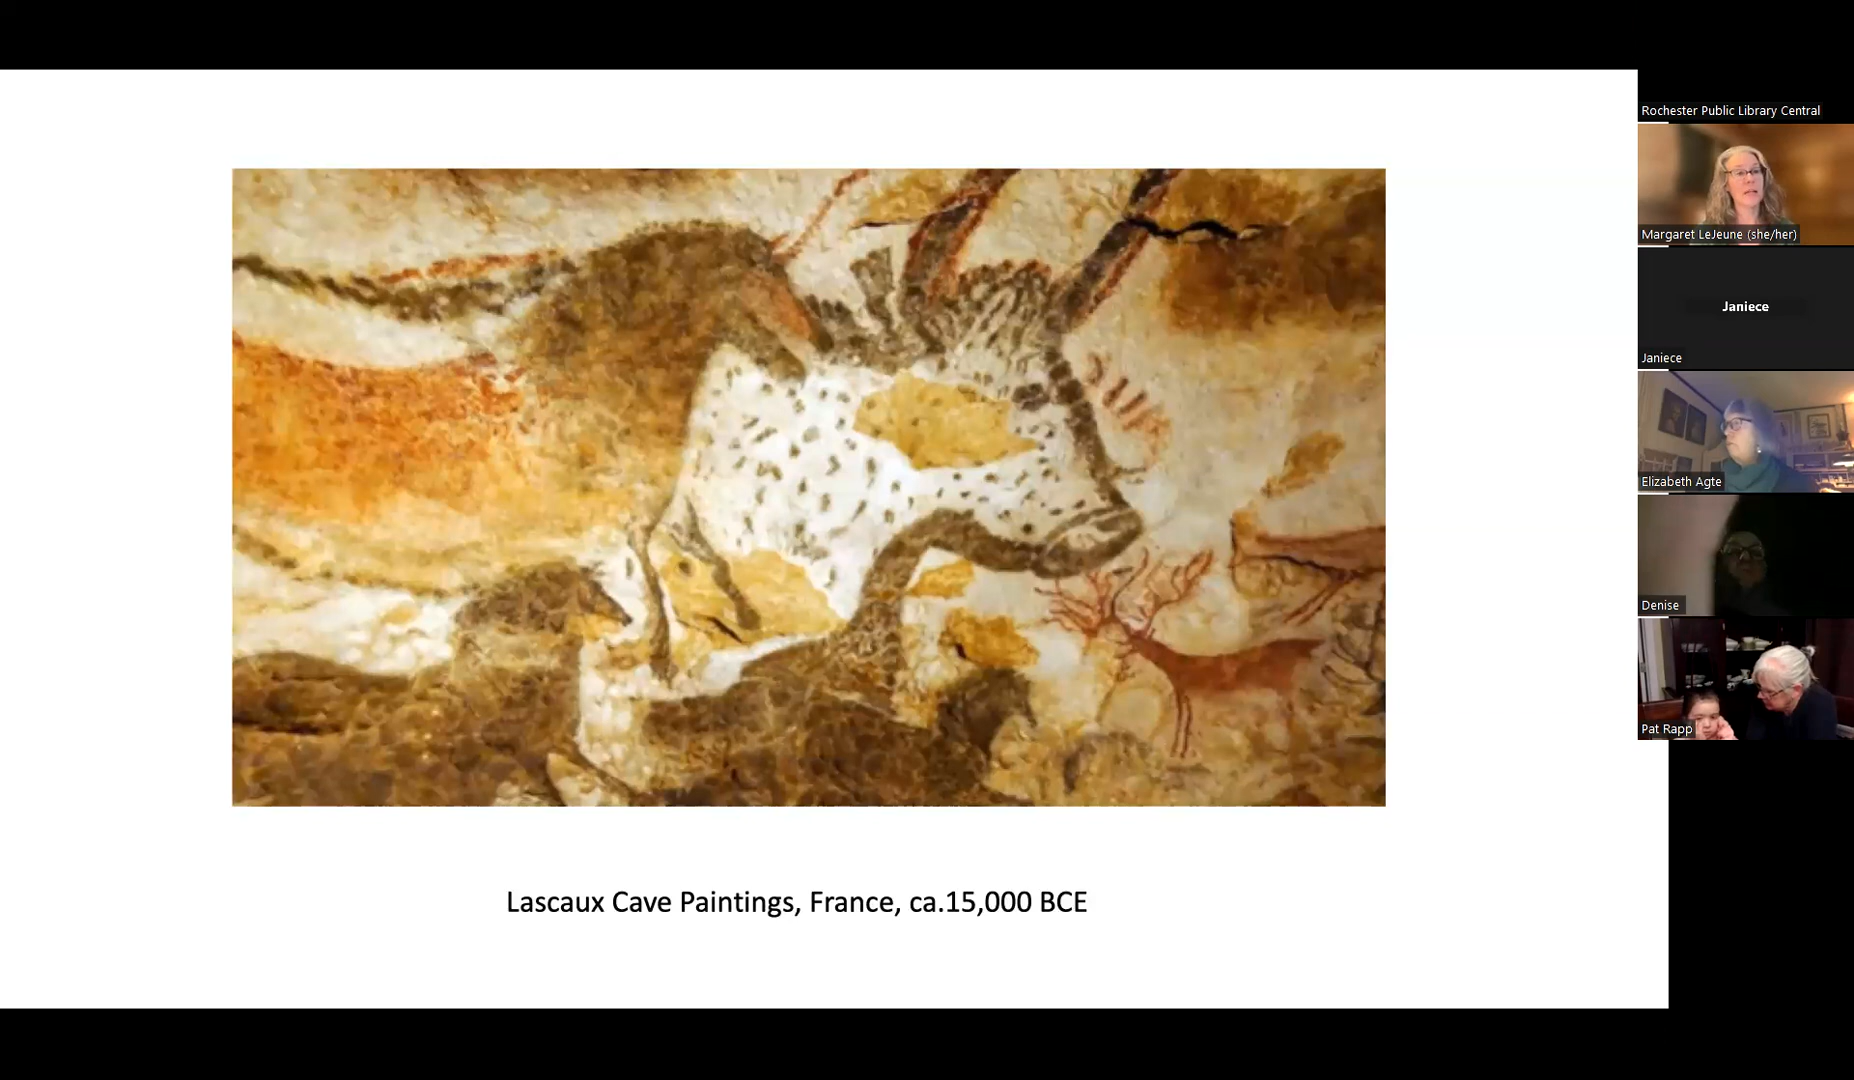 Rochester Public Library Central
Margaret LeJeune (she/her)
Janiece
Janiece
Elizabeth Agte
Denise
Pat Rapp
Lascaux Cave Paintings, France, ca.15,000 BCE